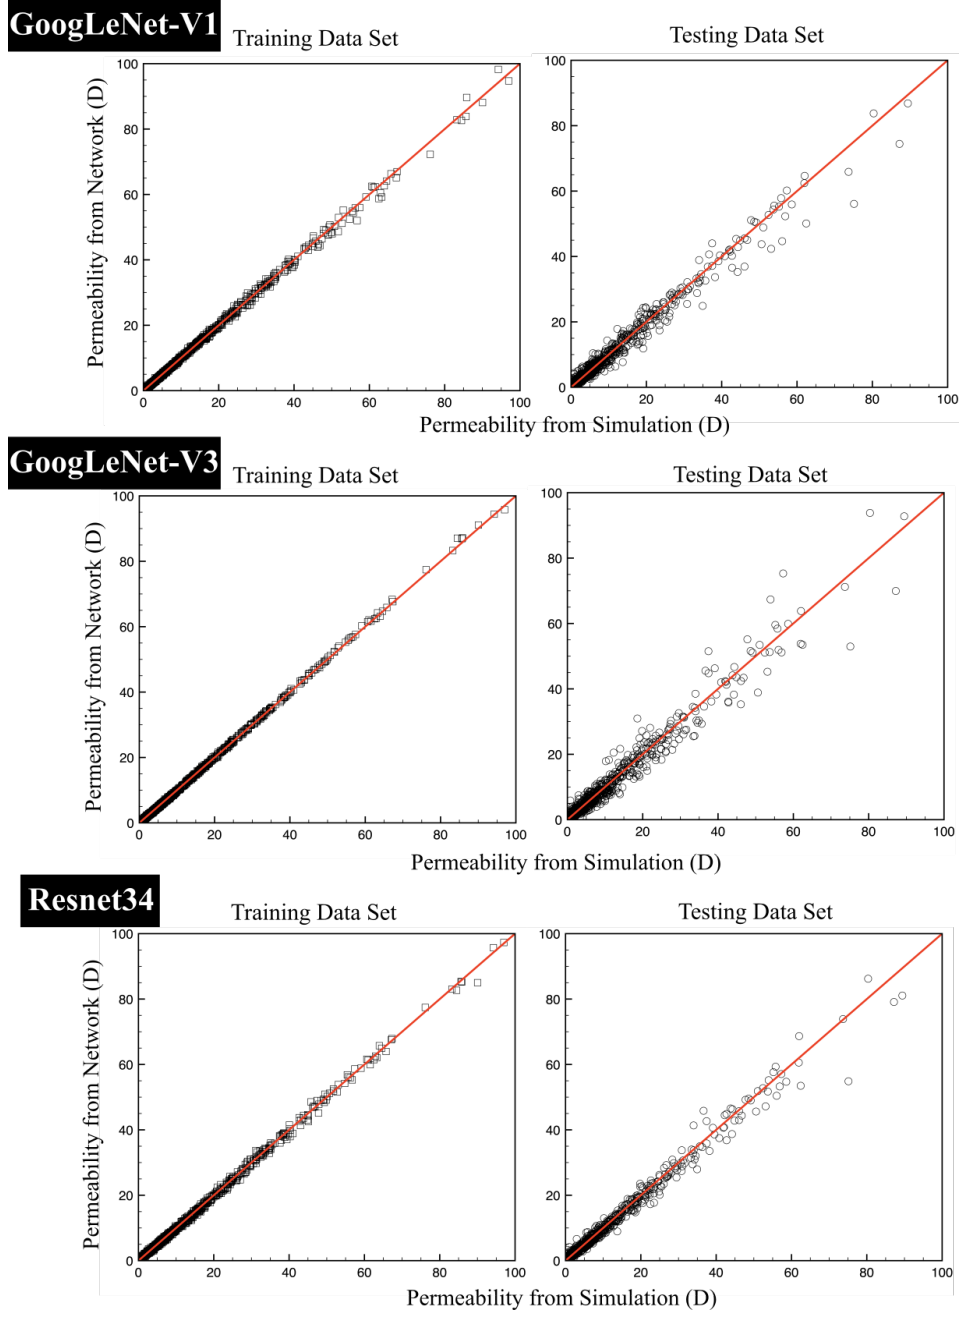 GoogLeNet-V1
Training Data Set
Testing Data Set
Permeability from Network (D)
100
80
60
40
20
0
0 20 40 60 80 100
100
80
60
40
20
0
0 20 40 60 80 100
Permeability from Simulation (D)
GoogLeNet-V3
Training Data Set
Testing Data Set
Permeability from Network (D)
100
80
60
40
20
0
0 20 40 60 80 100
100
80
60
40
20
0
0 20 40 60 80 100
Permeability from Simulation (D)
Resnet34
Training Data Set
Testing Data Set
Permeability from Network (D)
100
80
60
40
20
0
0 20 40 60 80 100
100
80
60
40
20
0
0 20 40 60 80 100
Permeability from Simulation (D)